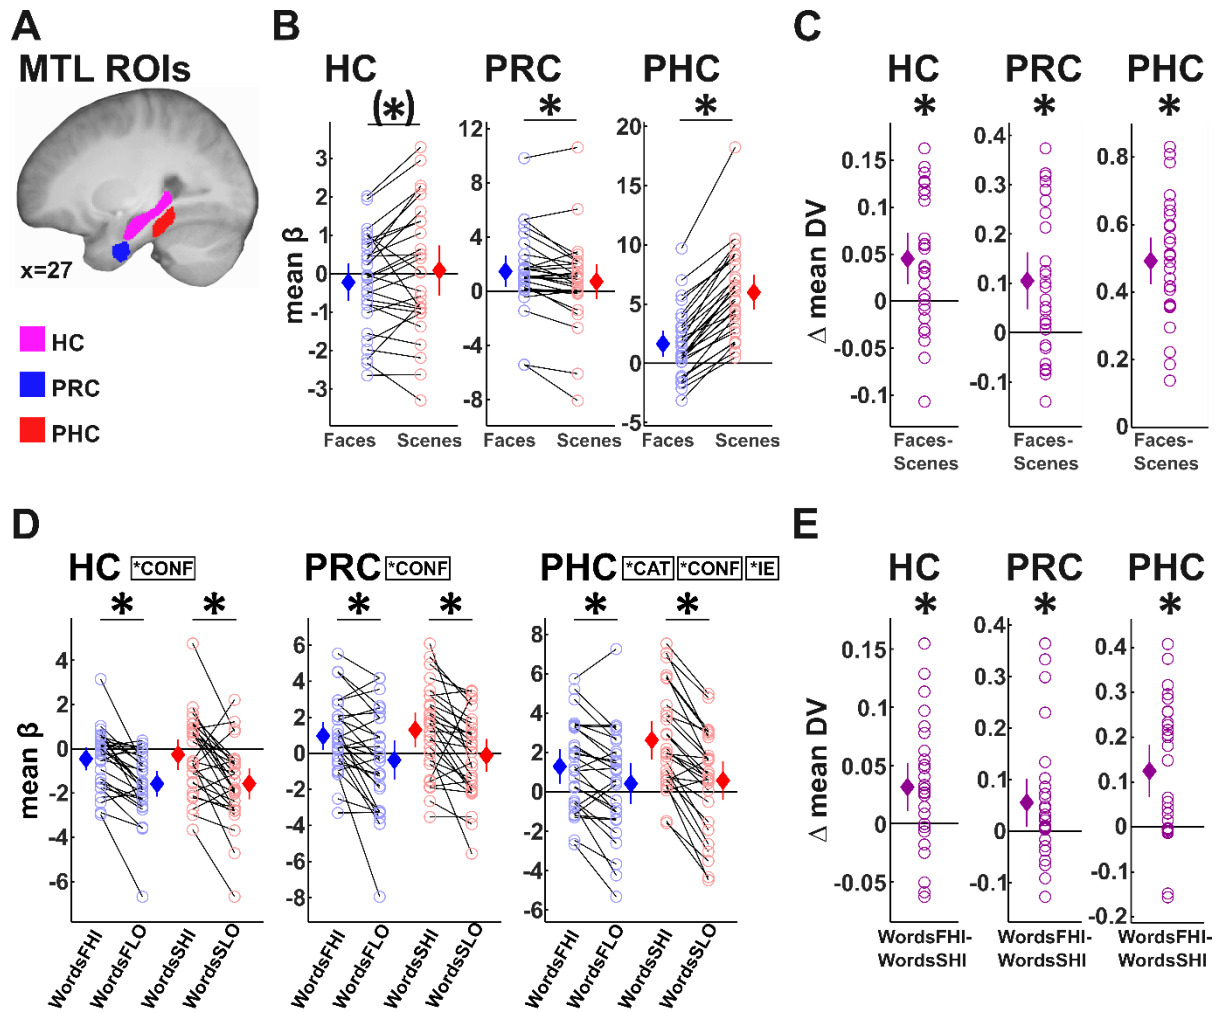 A
MTL ROIs
x=27
HC
PRC
PHC
B
HC PRC PHC
(*) * *
mean β
3
2
1
0
-1
-2
-3
12
8
4
0
-4
-8
20
15
10
5
0
-5
Faces Scenes Faces Scenes Faces Scenes
C
HC PRC PHC
* * *
Δ mean DV
0.15
0.1
0.05
0
-0.05
-0.1
0.4
0.3
0.2
0.1
0
-0.1
0.8
0.6
0.4
0.2
0
Faces- Faces- Faces-
Scenes Scenes Scenes
D
HC *CONF PRC *CONF PHC *CAT *CONF *IE
* * * * * *
mean β
4
2
0
-2
-4
-6
6
4
2
0
-2
-4
-6
-8
8
6
4
2
0
-2
-4
-6
WordsFHI WordsFLO WordsSHI WordsSLO WordsFHI WordsFLO WordsSHI WordsSLO WordsFHI WordsFLO WordsSHI WordsSLO
E
HC PRC PHC
* * *
Δ mean DV
0.15
0.1
0.05
0
-0.05
0.4
0.3
0.2
0.1
0
-0.1
0.4
0.3
0.2
0.1
0
-0.1
-0.2
WordsFHI- WordsFHI- WordsFHI-
WordsSHI WordsSHI WordsSHI